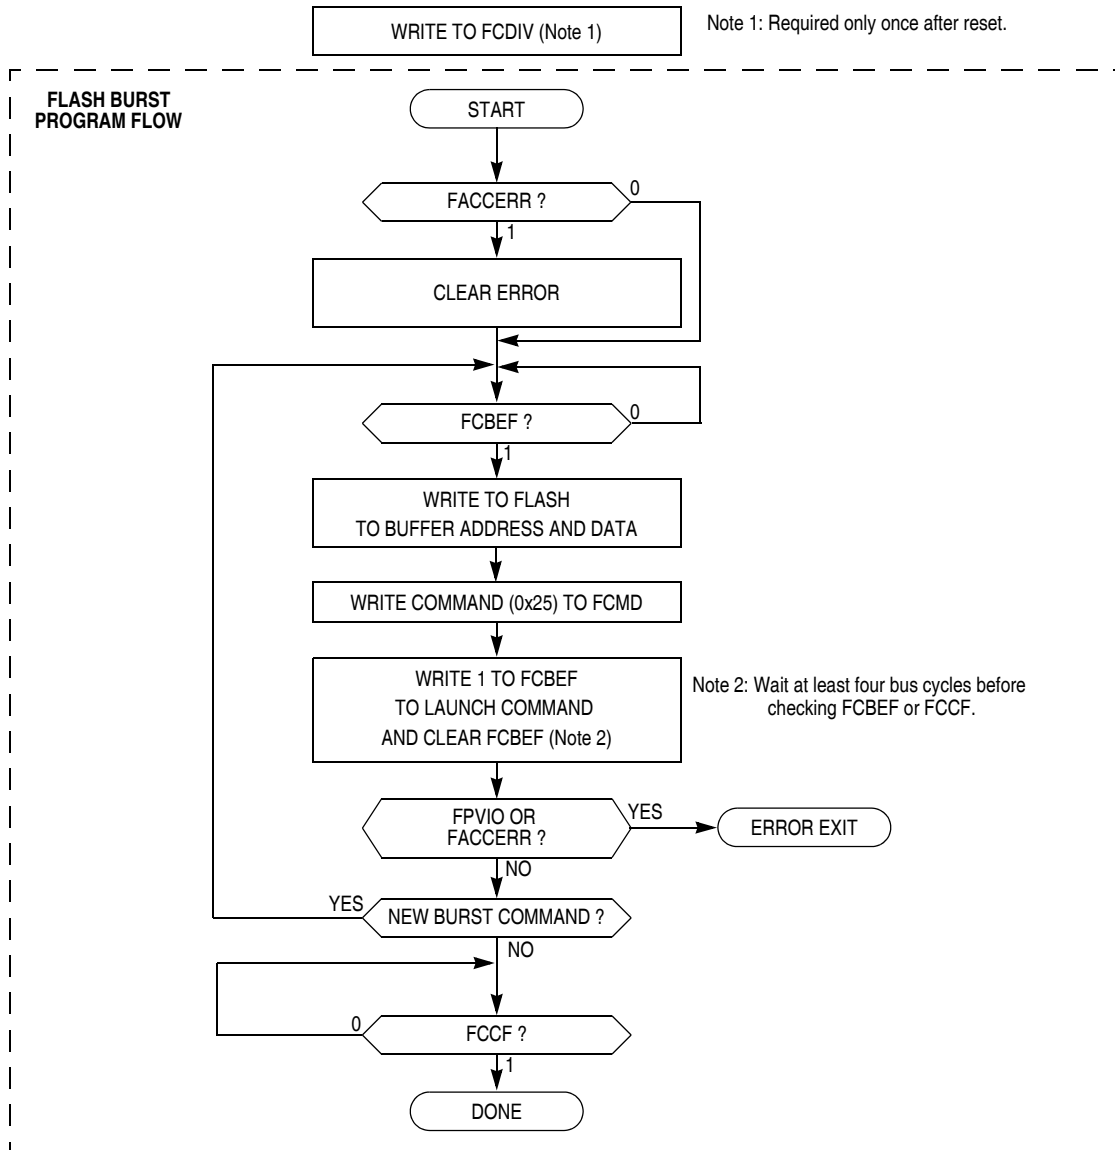 WRITE TO FCDIV (Note 1)
Note 1: Required only once after reset.
FLASH BURST
PROGRAM FLOW
START
FACCERR ?
0
1
CLEAR ERROR
FCBEF ?
0
1
WRITE TO FLASH
TO BUFFER ADDRESS AND DATA
WRITE COMMAND (0x25) TO FCMD
WRITE 1 TO FCBEF
TO LAUNCH COMMAND
AND CLEAR FCBEF (Note 2)
Note 2: Wait at least four bus cycles before
checking FCBEF or FCCF.
FPVIO OR
FACCERR ?
YES
ERROR EXIT
NO
YES
NEW BURST COMMAND ?
NO
0
FCCF ?
1
DONE